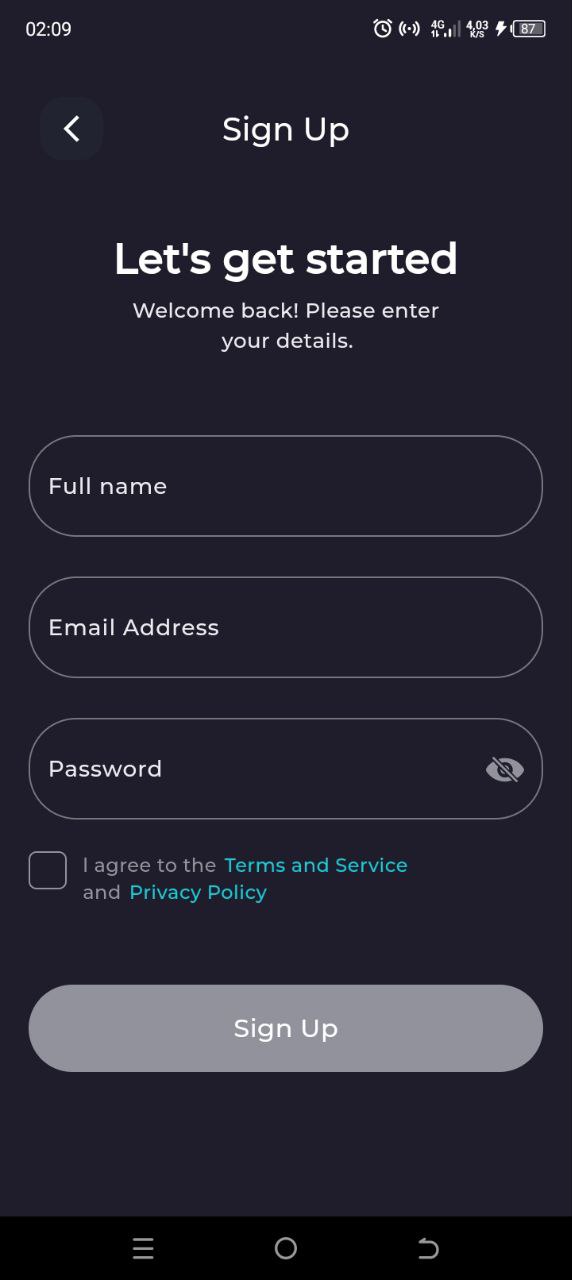 02:09
4G
4,03
K/S
87
Sign Up
Let's get started
Welcome back! Please enter
your details.
Full name
Email Address
Password
I agree to the Terms and Service
and Privacy Policy
Sign Up